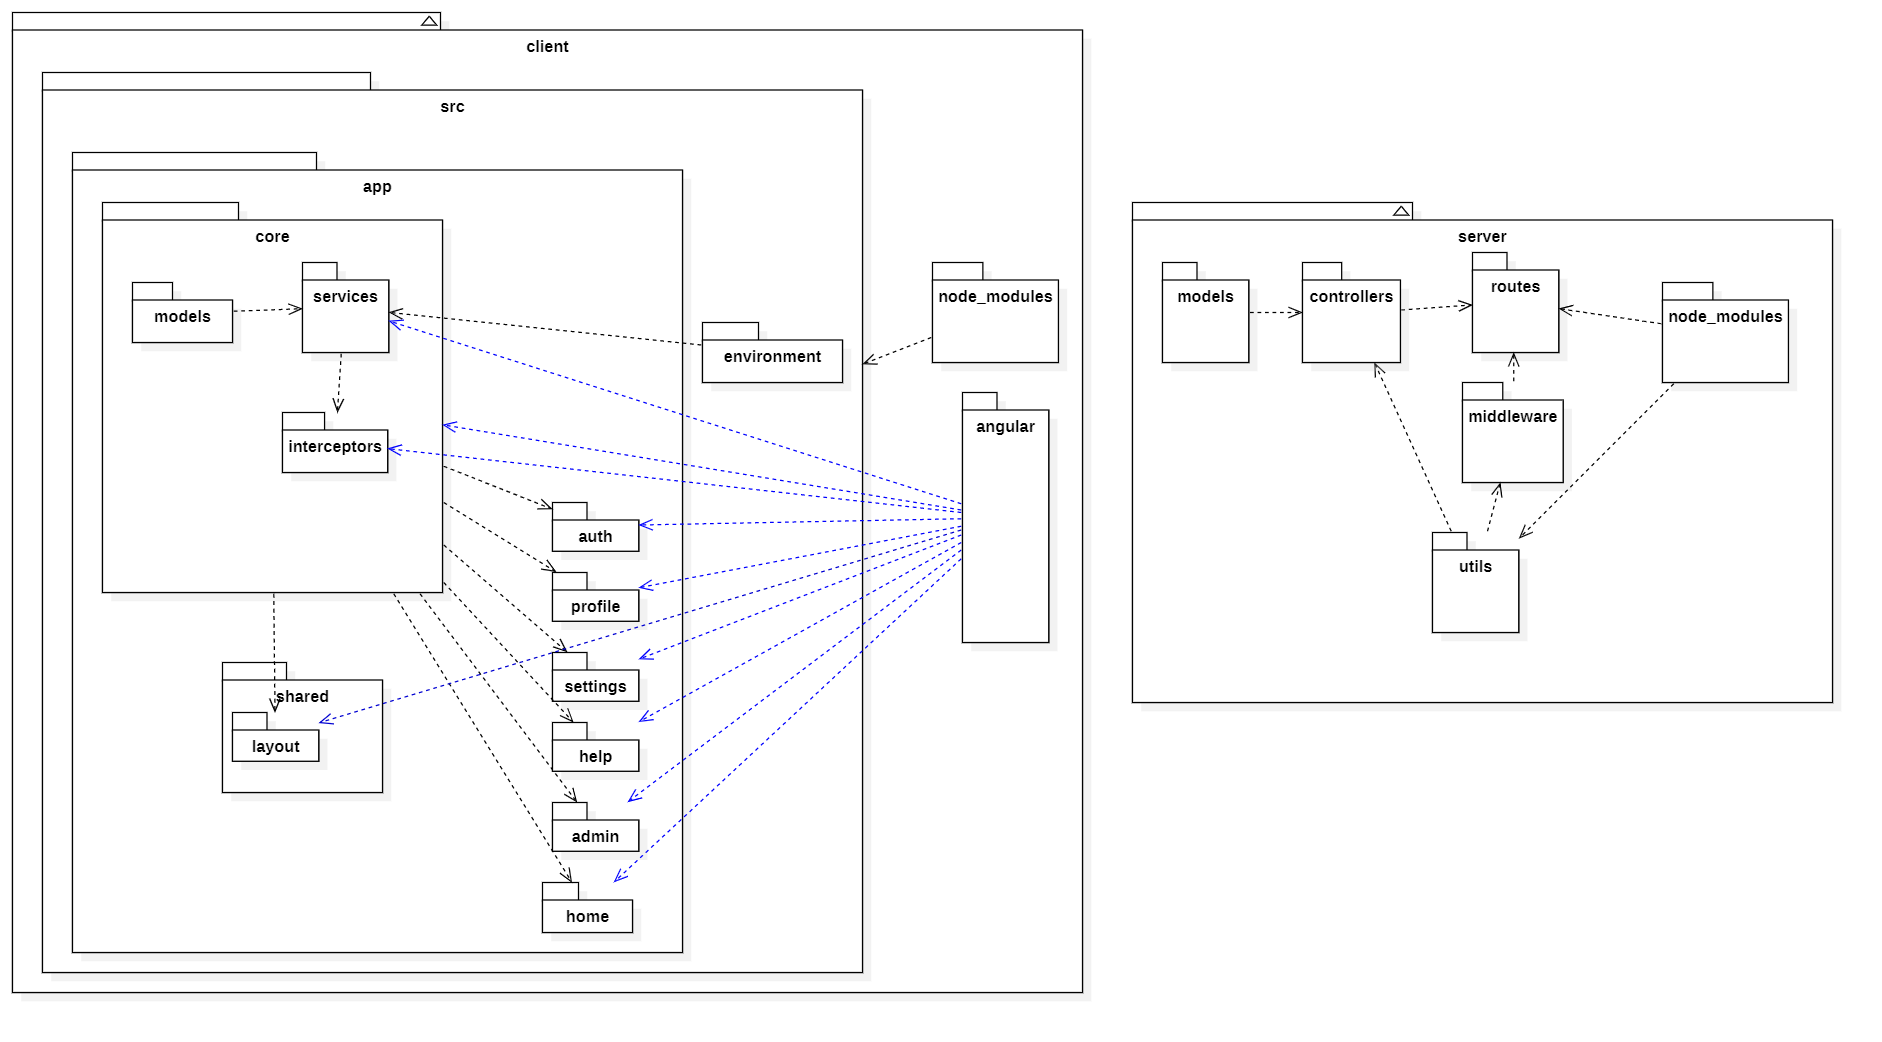 client
src
app
core
models
services
interceptors
environment
node_modules
angular
auth
profile
settings
help
admin
home
shared
layout
server
models
controllers
routes
node_modules
middleware
utils